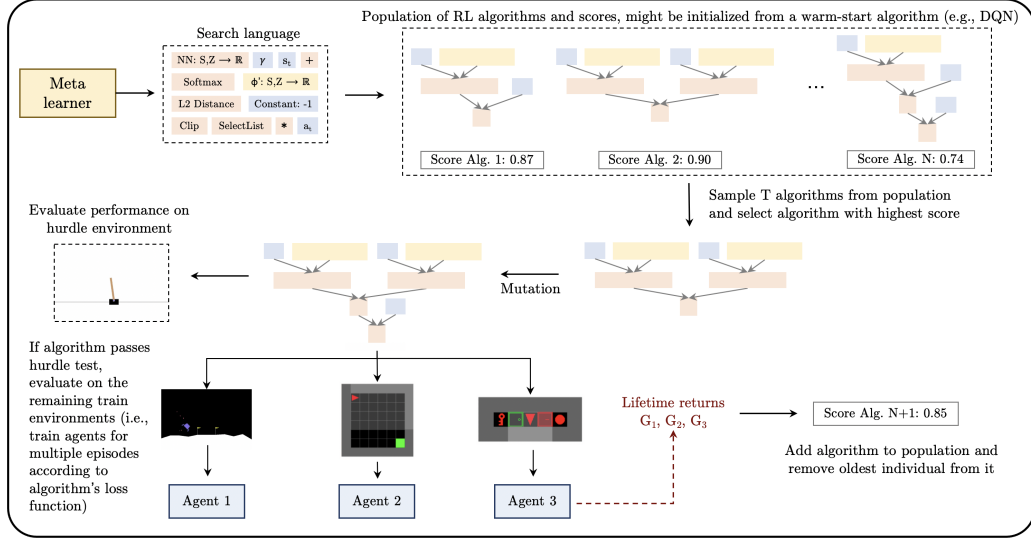 Population of RL algorithms and scores, might be initialized from a warm-start algorithm (e.g., DQN)
Search language
Meta
learner
NN: S,Z → ℝ γ sₜ +
Softmax ϕ': S,Z → ℝ
L2 Distance Constant: -1
Clip SelectList * aₜ
...
Score Alg. 1: 0.87
Score Alg. 2: 0.90
Score Alg. N: 0.74
Sample T algorithms from population
and select algorithm with highest score
Evaluate performance on
hurdle environment
Mutation
If algorithm passes
hurdle test,
evaluate on the
remaining train
environments (i.e.,
train agents for
multiple episodes
according to
algorithm's loss
function)
Agent 1
Agent 2
Agent 3
Lifetime returns
G₁, G₂, G₃
Score Alg. N+1: 0.85
Add algorithm to population and
remove oldest individual from it